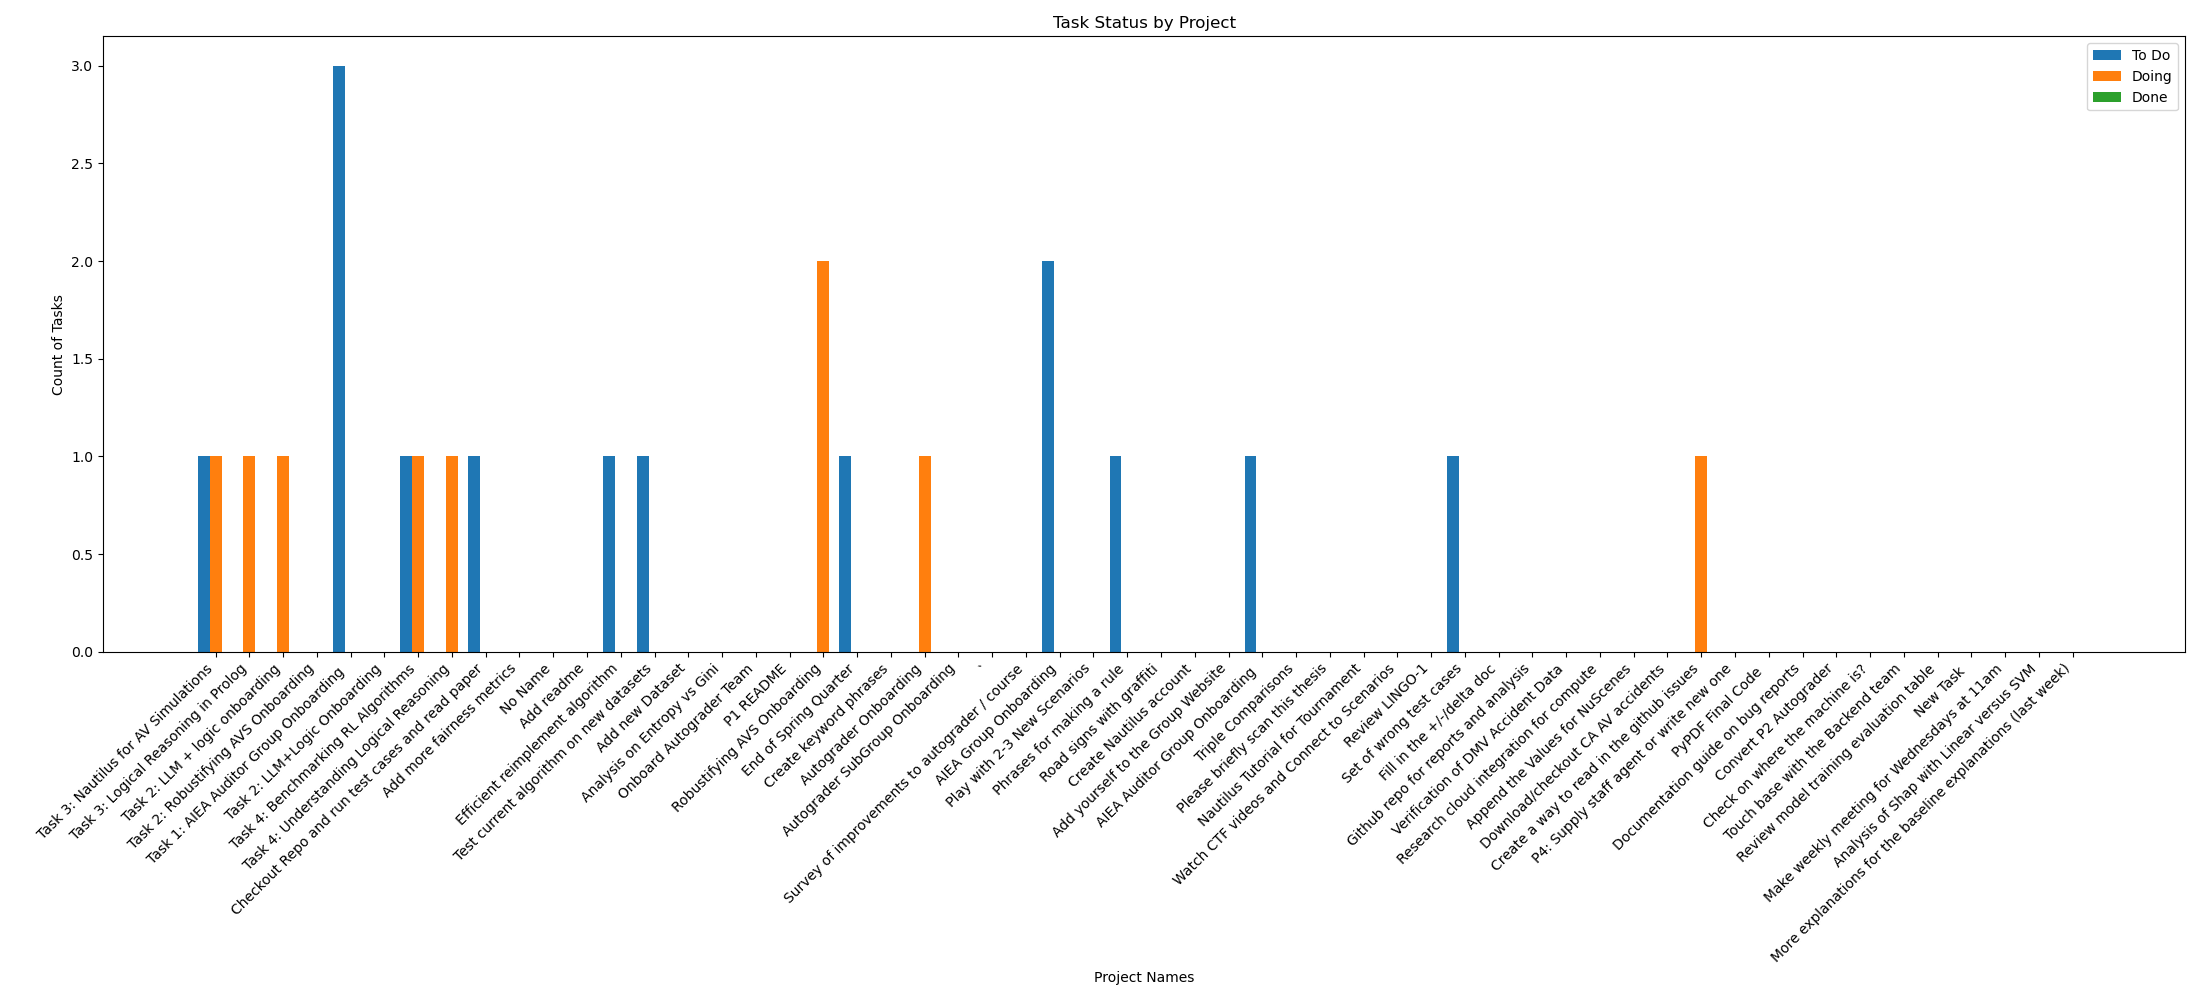 Task Status by Project
To Do
Doing
Done
3.0
2.5
2.0
1.5
1.0
0.5
0.0
Count of Tasks
Task 3: Nautilus for AV Simulations
Task 3: Logical Reasoning in Prolog
Task 2: LLM + logic onboarding
Task 2: Robustifying AVS Onboarding
Task 1: AIEA Auditor Group Onboarding
Task 2: LLM+Logic Onboarding
Task 4: Benchmarking RL Algorithms
Task 4: Understanding Logical Reasoning
Checkout Repo and run test cases and read paper
Add more fairness metrics
No Name
Add readme
Efficient reimplement algorithm
Test current algorithm on new datasets
Add new Dataset
Analysis on Entropy vs Gini
Onboard Autograder Team
P1 README
Robustifying AVS Onboarding
End of Spring Quarter
Create keyword phrases
Autograder Onboarding
Autograder SubGroup Onboarding
`
Survey of improvements to autograder / course
AIEA Group Onboarding
Play with 2-3 New Scenarios
Phrases for making a rule
Road signs with graffiti
Create Nautilus account
Add yourself to the Group Website
AIEA Auditor Group Onboarding
Triple Comparisons
Please briefly scan this thesis
Nautilus Tutorial for Tournament
Watch CTF videos and Connect to Scenarios
Review LINGO-1
Set of wrong test cases
Fill in the +/-/delta doc
Github repo for reports and analysis
Verification of DMV Accident Data
Research cloud integration for compute
Append the Values for NuScenes
Download/checkout CA AV accidents
Create a way to read in the github issues
P4: Supply staff agent or write new one
PyPDF Final Code
Documentation guide on bug reports
Convert P2 Autograder
Check on where the machine is?
Touch base with the Backend team
Review model training evaluation table
New Task
Make weekly meeting for Wednesdays at 11am
Analysis of Shap with Linear versus SVM
More explanations for the baseline explanations (last week)
Project Names